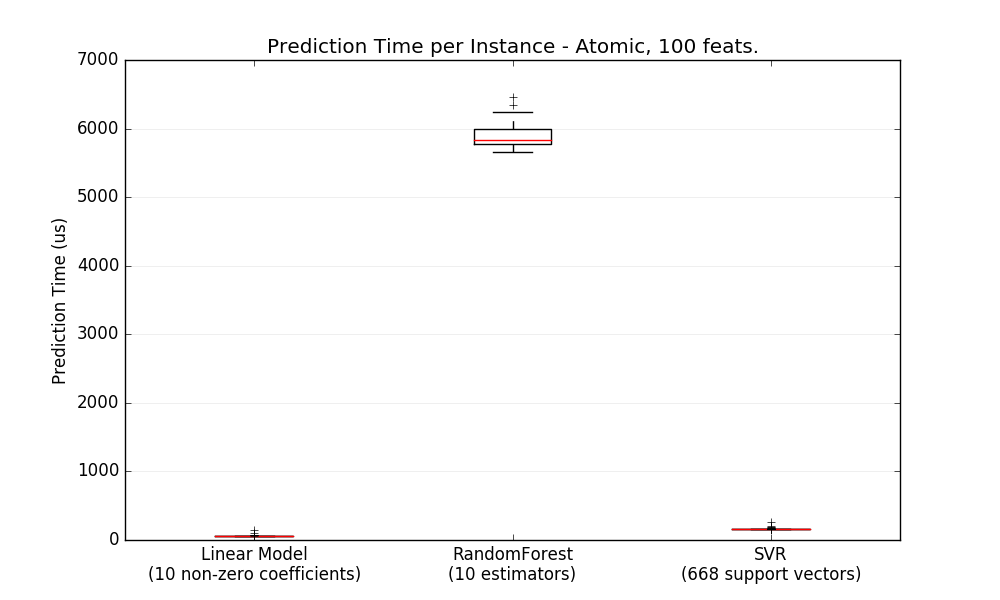 Prediction Time per Instance - Atomic, 100 feats.
7000
6000
5000
4000
3000
2000
1000
0
Prediction Time (us)
Linear Model
(10 non-zero coefficients)
RandomForest
(10 estimators)
SVR
(668 support vectors)